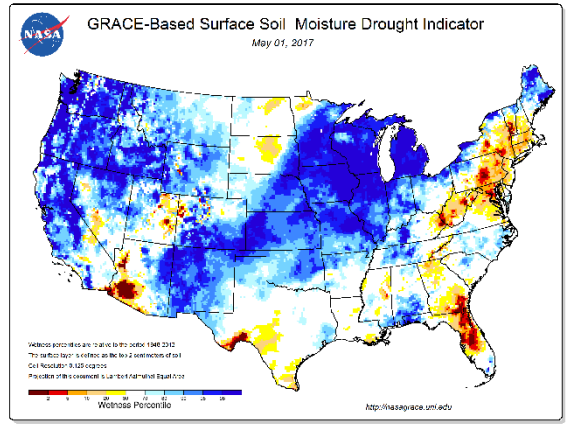 NASA
GRACE-Based Surface Soil Moisture Drought Indicator
May 01, 2017
Wetness percentiles are relative to the period 1948-2012
The surface layer is defined as the top 2 centimeters of soil
Cell Resolution 0.125 degrees
Projection of this document is Lambert Azimuthal Equal Area
2 5 10 20 30 70 80 90 95 98
Wetness Percentile
http://nasagrace.unl.edu